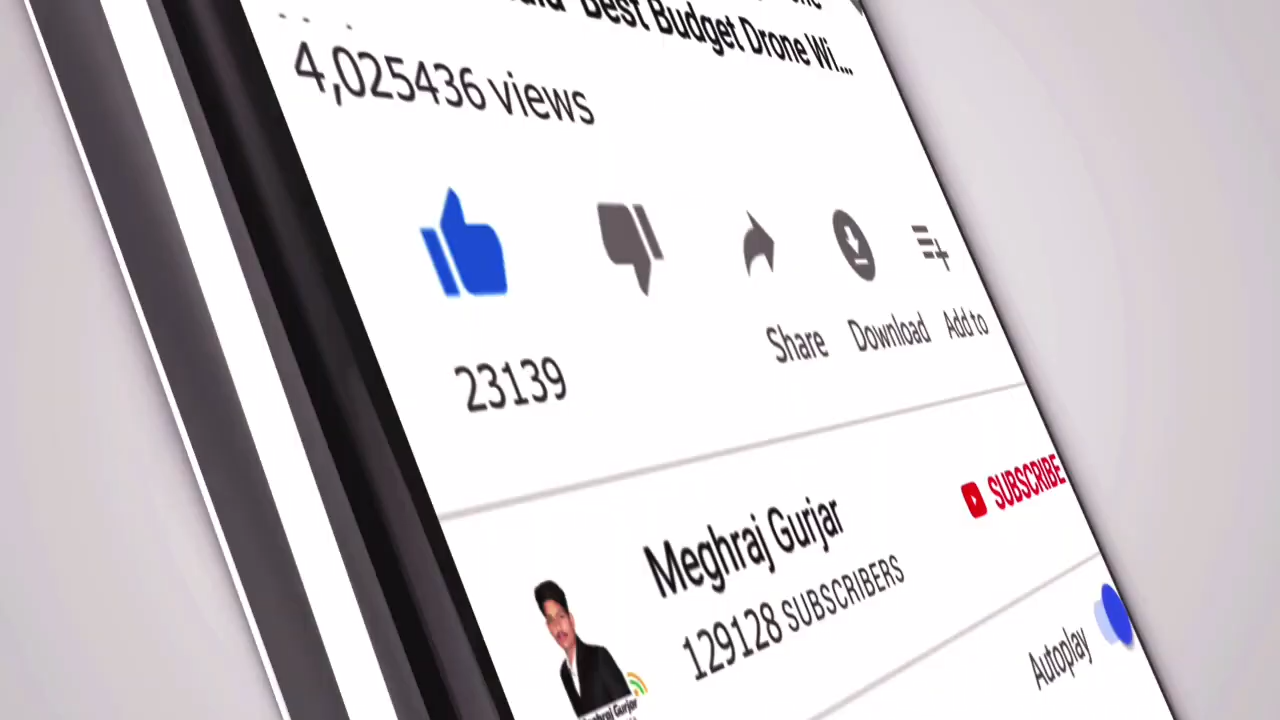 Best Budget Drone Wi...
4,025436 views
Share Download Add to
23139
Meghraj Gurjar
SUBSCRIBE
129128 SUBSCRIBERS
Autoplay